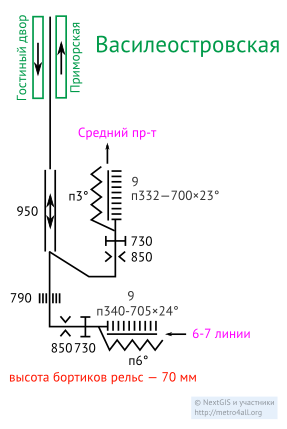 Василеостровская
Гостиный двор
Приморская
Средний пр-т
9
п3°
п332—700×23°
950
730
850
790
9
п340-705×24°
6-7 линии
850 730
п6°
высота бортиков рельс — 70 мм
© NextGIS и участники
http://metro4all.org